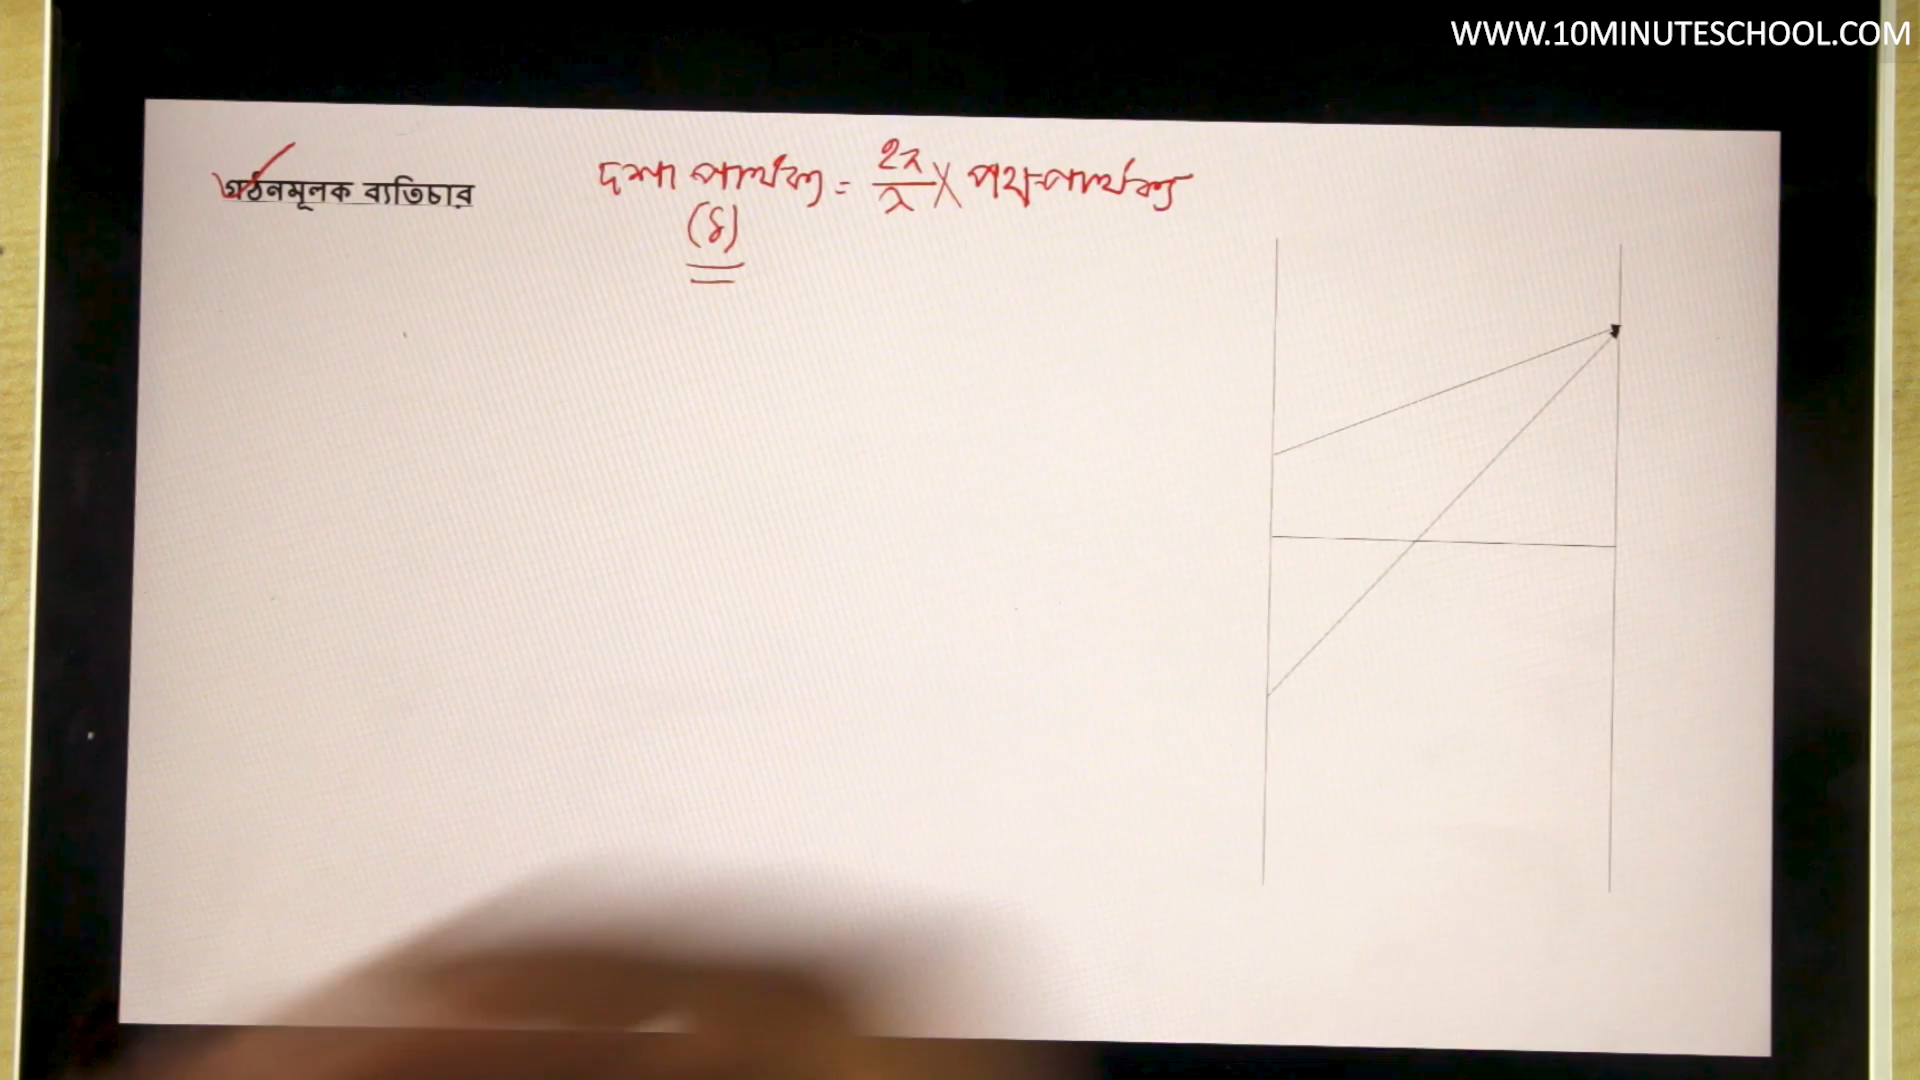 WWW.10MINUTESCHOOL.COM
গঠনমূলক ব্যতিচার
দশা পার্থক্য = 2π/λ X পথ-পার্থক্য
(δ)